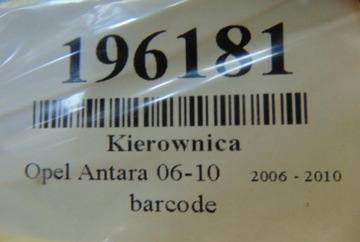 196181
Kierownica
Opel Antara 06-10 2006 - 2010
barcode